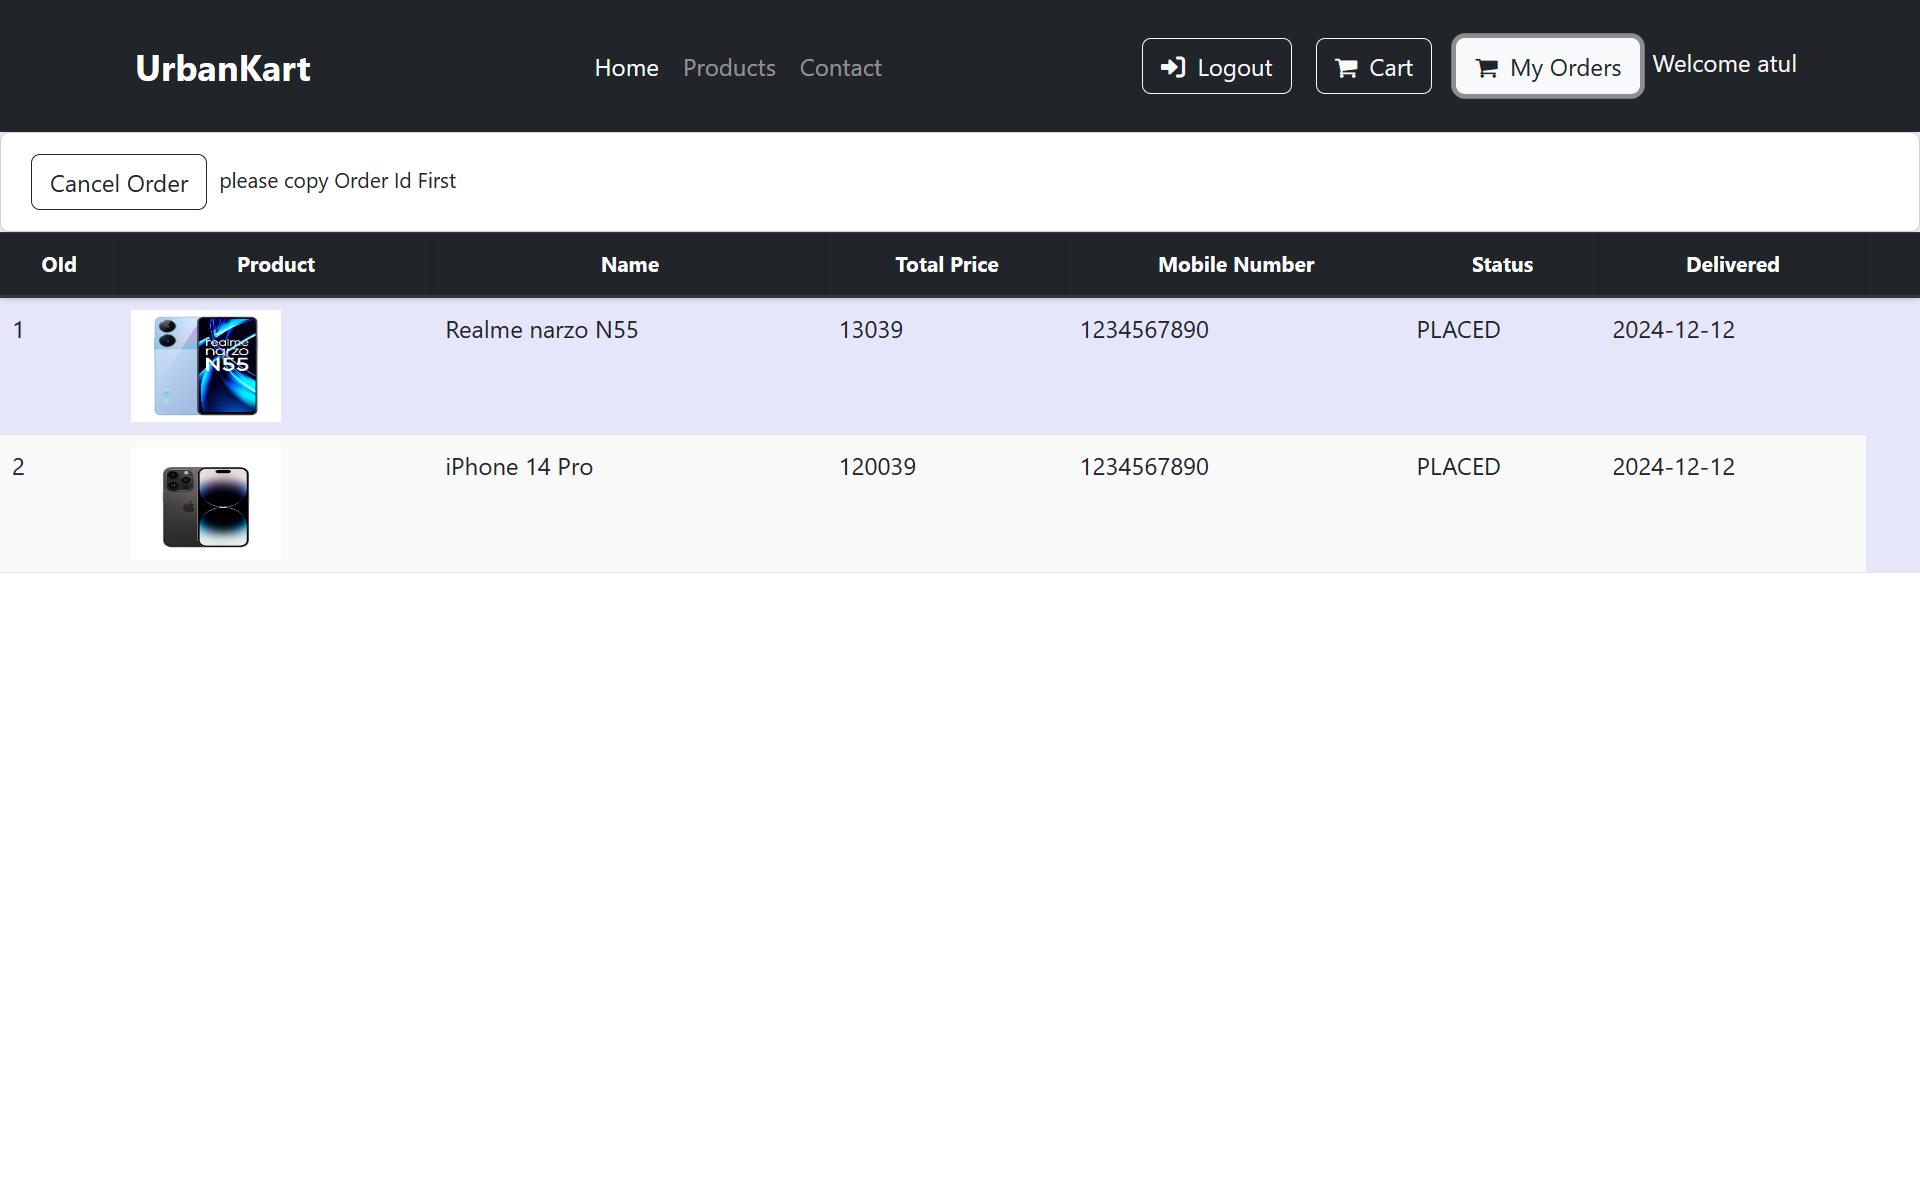 UrbanKart Home Products Contact Logout Cart My Orders Welcome atul
Cancel Order please copy Order Id First
OId Product Name Total Price Mobile Number Status Delivered
1 Realme narzo N55 13039 1234567890 PLACED 2024-12-12
realme
narzo
N55
2 iPhone 14 Pro 120039 1234567890 PLACED 2024-12-12